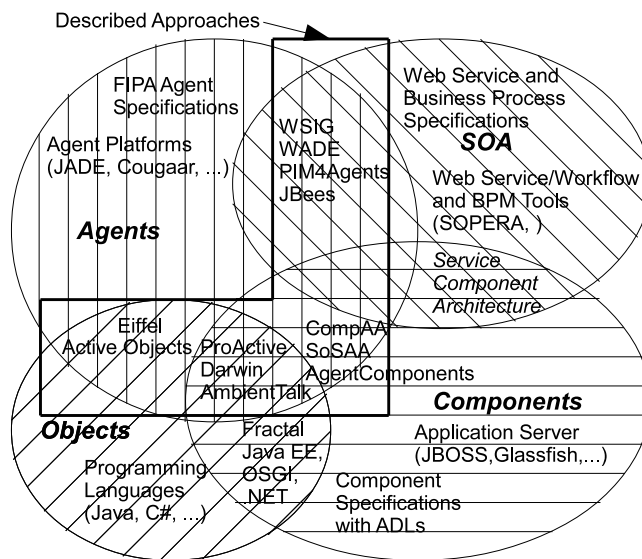 Described Approaches
FIPA Agent
Specifications
Agent Platforms
(JADE, Cougaar, ...)
Agents
WSIG
WADE
PIM4Agents
JBees
Web Service and
Business Process
Specifications
SOA
Web Service/Workflow
and BPM Tools
(SOPERA, )
Service
Component
Architecture
Eiffel
Active Objects
ProActive
Darwin
AmbientTalk
CompAA
SoSAA
AgentComponents
Objects
Programming
Languages
(Java, C#, ...)
Fractal
Java EE,
OSGI,
.NET
Components
Application Server
(JBOSS,Glassfish,...)
Component
Specifications
with ADLs